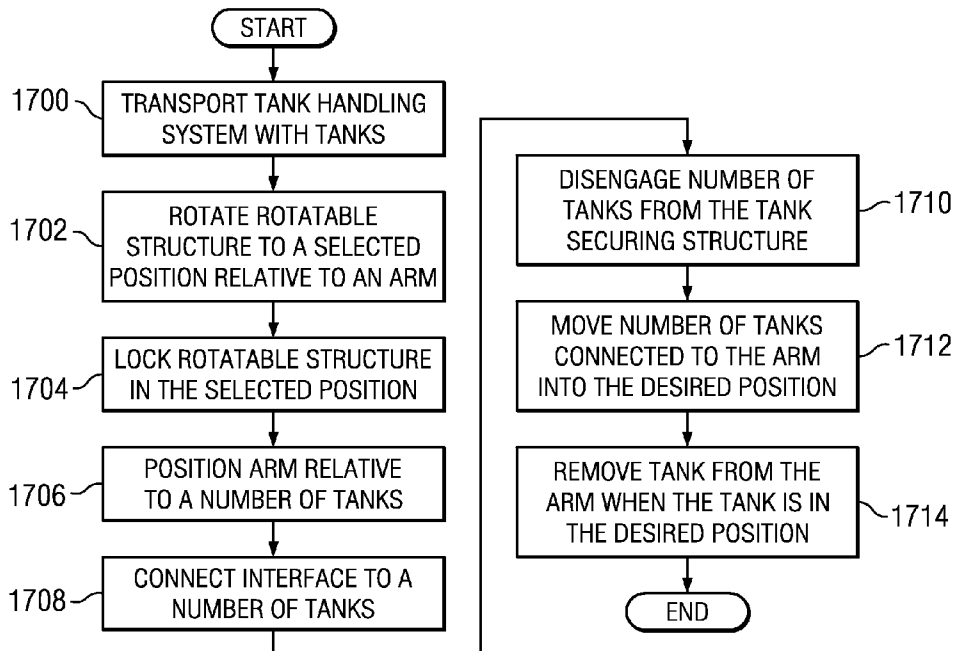 START
1700
TRANSPORT TANK HANDLING
SYSTEM WITH TANKS
1702
ROTATE ROTATABLE
STRUCTURE TO A SELECTED
POSITION RELATIVE TO AN ARM
1704
LOCK ROTATABLE STRUCTURE
IN THE SELECTED POSITION
1706
POSITION ARM RELATIVE
TO A NUMBER OF TANKS
1708
CONNECT INTERFACE TO A
NUMBER OF TANKS
DISENGAGE NUMBER OF
TANKS FROM THE TANK
SECURING STRUCTURE
1710
MOVE NUMBER OF TANKS
CONNECTED TO THE ARM
INTO THE DESIRED POSITION
1712
REMOVE TANK FROM THE
ARM WHEN THE TANK IS IN
THE DESIRED POSITION
1714
END